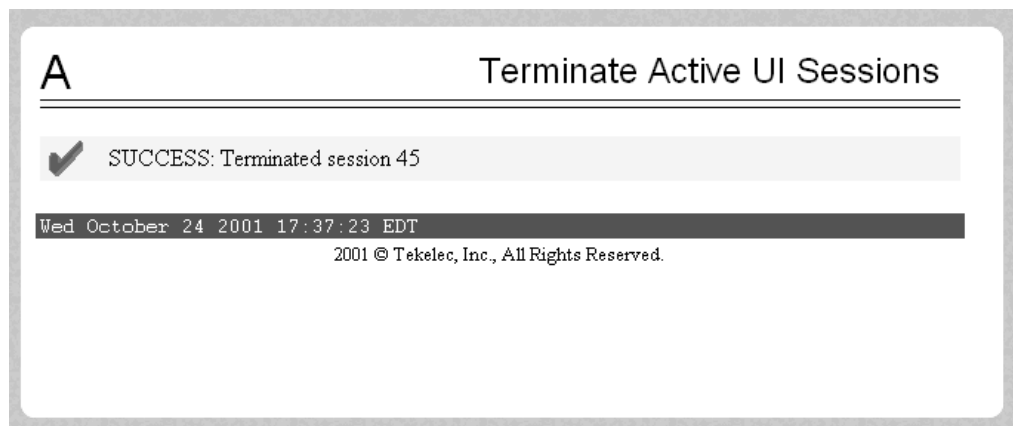 A
Terminate Active UI Sessions
SUCCESS: Terminated session 45
Wed October 24 2001 17:37:23 EDT
2001 © Tekelec, Inc., All Rights Reserved.